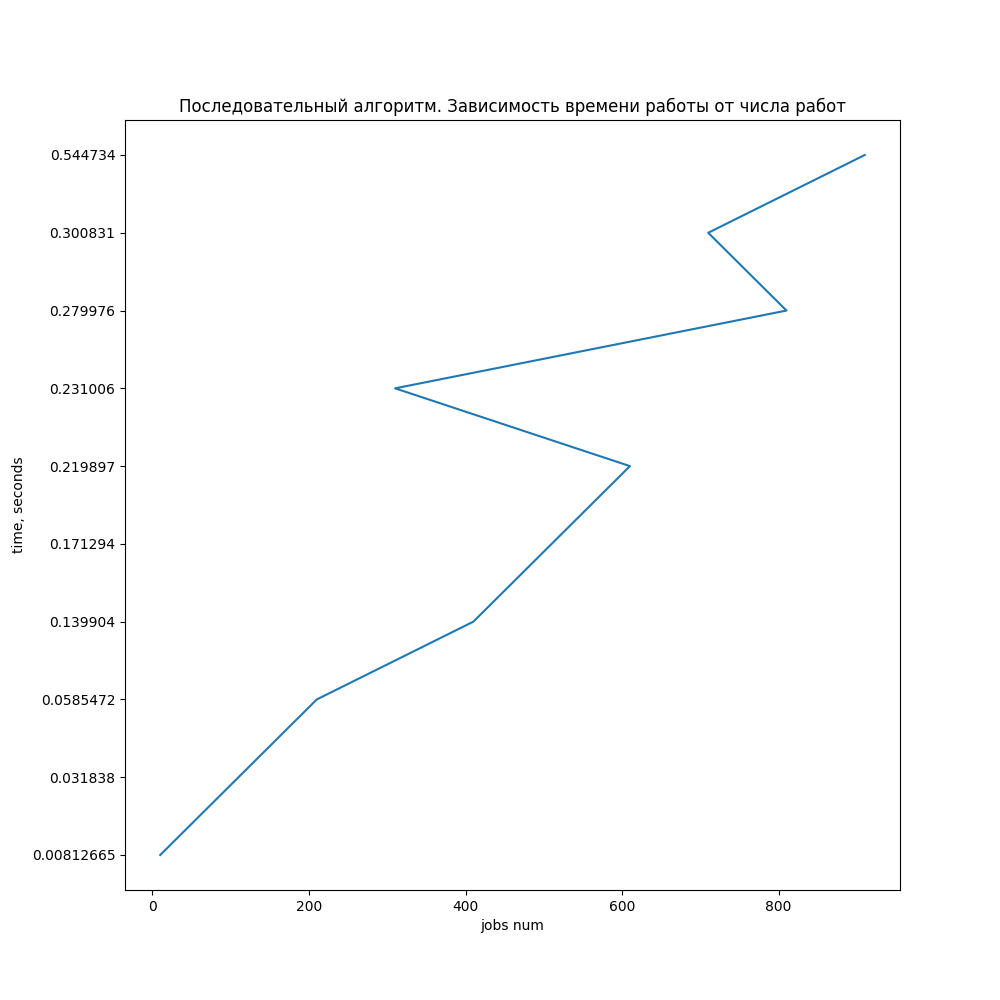 Последовательный алгоритм. Зависимость времени работы от числа работ
0.544734
0.300831
0.279976
0.231006
0.219897
0.171294
0.139904
0.0585472
0.031838
0.00812665
time, seconds
0 200 400 600 800
jobs num